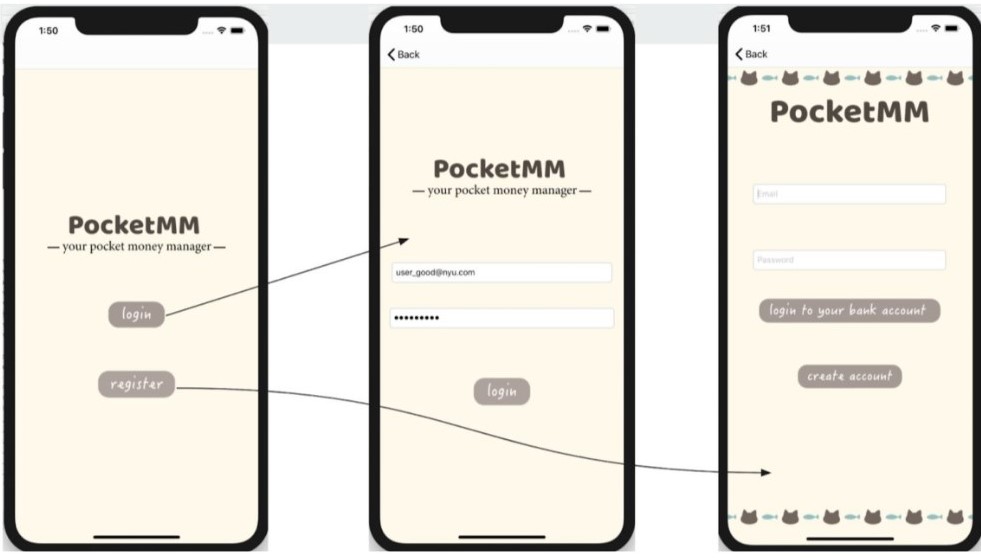 1:50
PocketMM
— your pocket money manager —
login
register
1:50
Back
PocketMM
— your pocket money manager —
user_good@nyu.com
•••••••••
login
1:51
Back
PocketMM
Email
Password
login to your bank account
create account